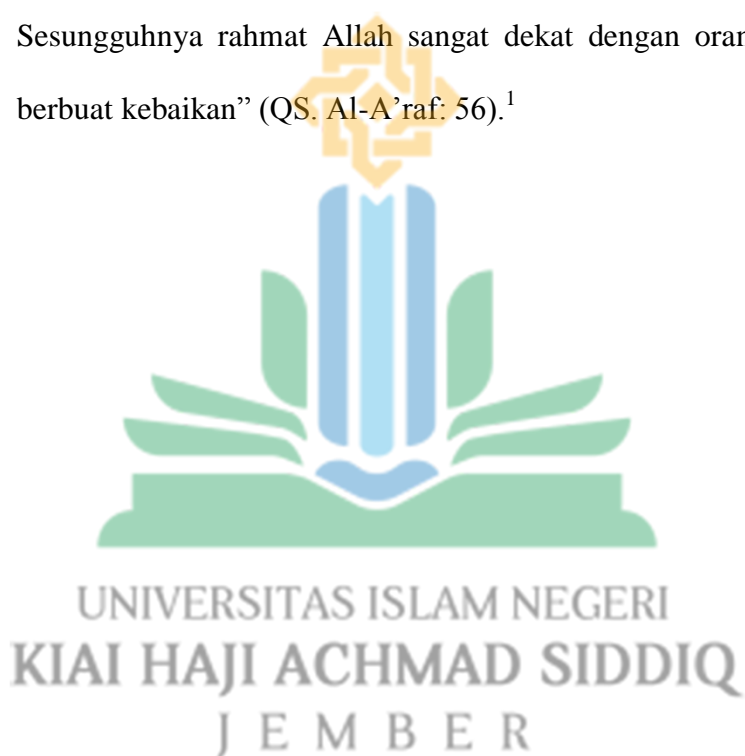 Sesungguhnya rahmat Allah sangat dekat dengan
berbuat kebaikan” (QS. Al-A’raf: 56).1
UNIVERSITAS ISLAM NEGERI
KIAI HAJI ACHMAD SIDDIQ
JEMBER